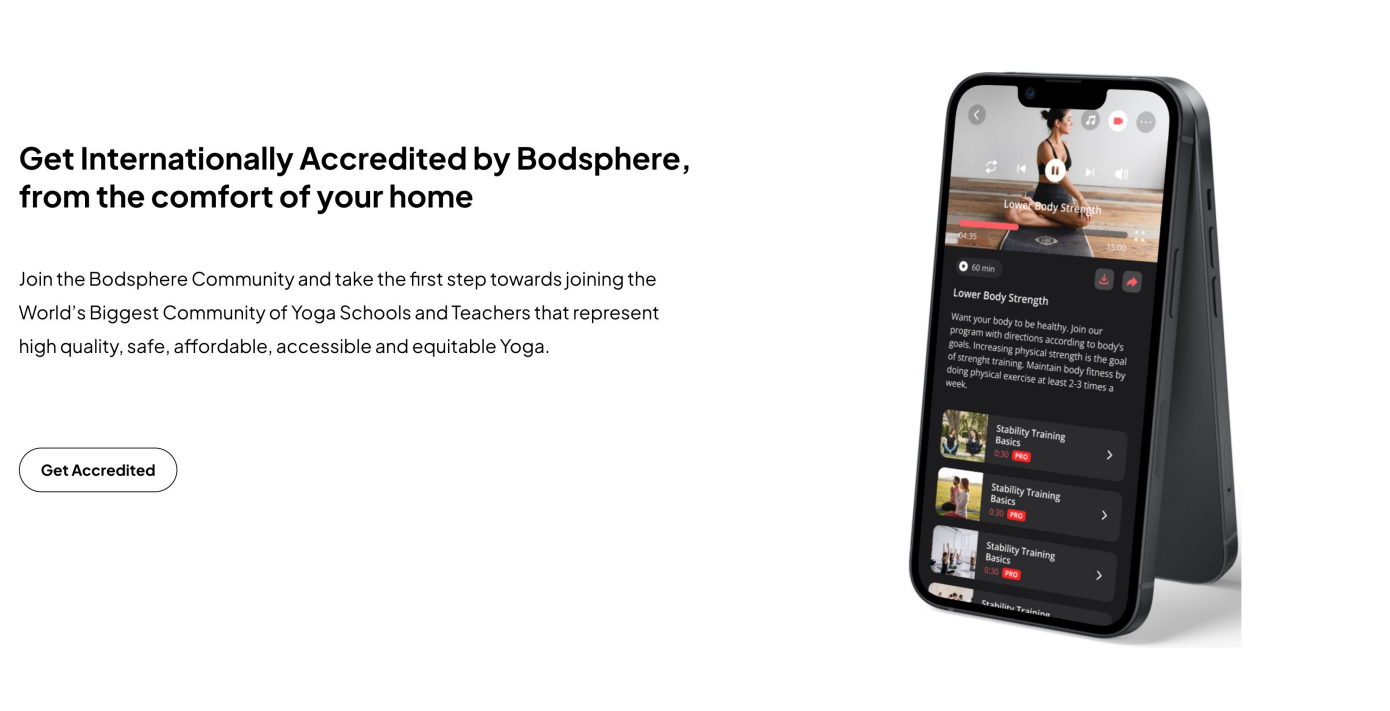 Get Internationally Accredited by Bodsphere,
from the comfort of your home
Join the Bodsphere Community and take the first step towards joining the
World’s Biggest Community of Yoga Schools and Teachers that represent
high quality, safe, affordable, accessible and equitable Yoga.
Get Accredited
Lower Body Strength
04:35
15:00
60 min
Lower Body Strength
Want your body to be healthy. Join our
program with directions according to body’s
goals. Increasing physical strength is the goal
of strenght training. Maintain body fitness by
doing physical exercise at least 2-3 times a
week.
Stability Training
Basics
0:30 PRO
Stability Training
Basics
0:30 PRO
Stability Training
Basics
0:30 PRO
Stability Training